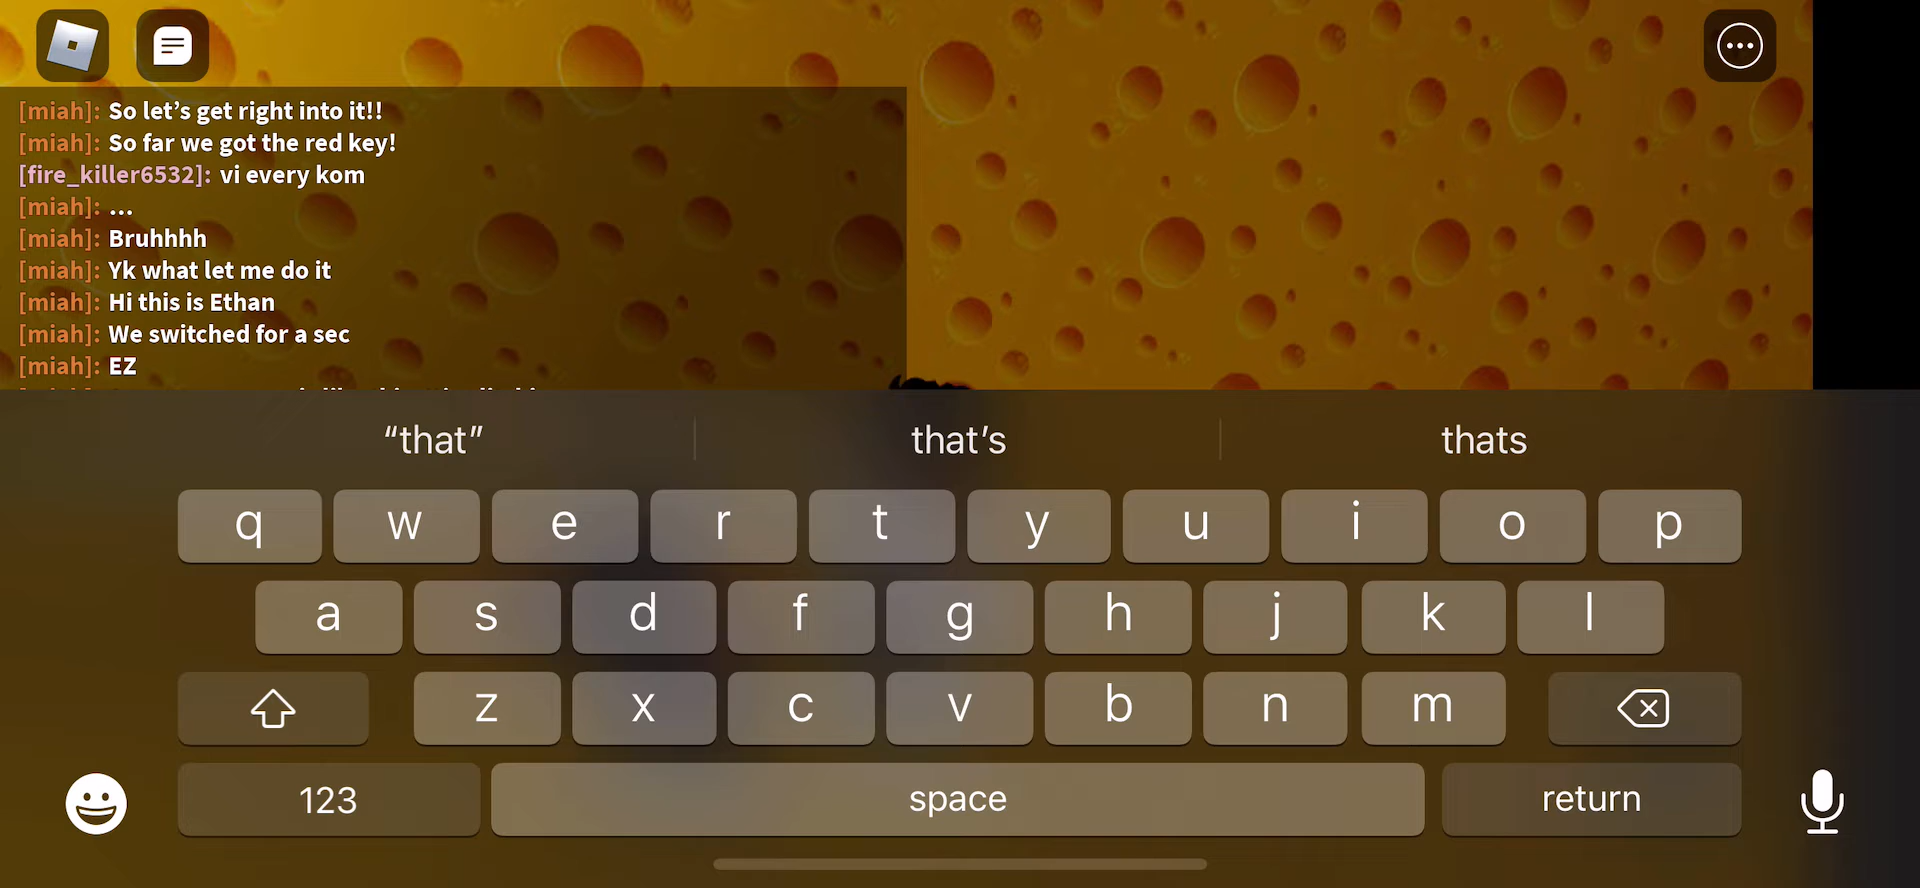 [miah]: So let's get right into it!!
[miah]: So far we got the red key!
[fire_killer6532]: vi every kom
[miah]: ...
[miah]: Bruhhhh
[miah]: Yk what let me do it
[miah]: Hi this is Ethan
[miah]: We switched for a sec
[miah]: EZ
“that” that's thats
q w e r t y u i o p
a s d f g h j k l
z x c v b n m
123 space return